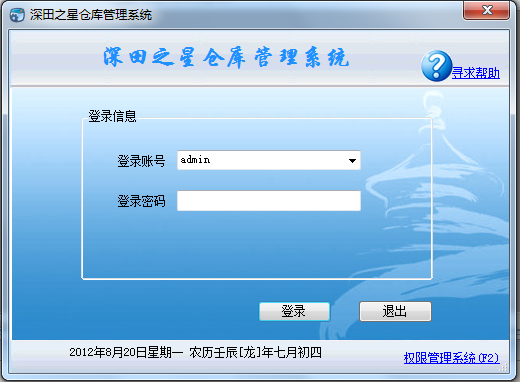 深田之星仓库管理系统
深田之星仓库管理系统
寻求帮助
登录信息
登录账号 admin
登录密码
登录 退出
2012年8月20日星期一 农历壬辰[龙]年七月初四
权限管理系统(F2)